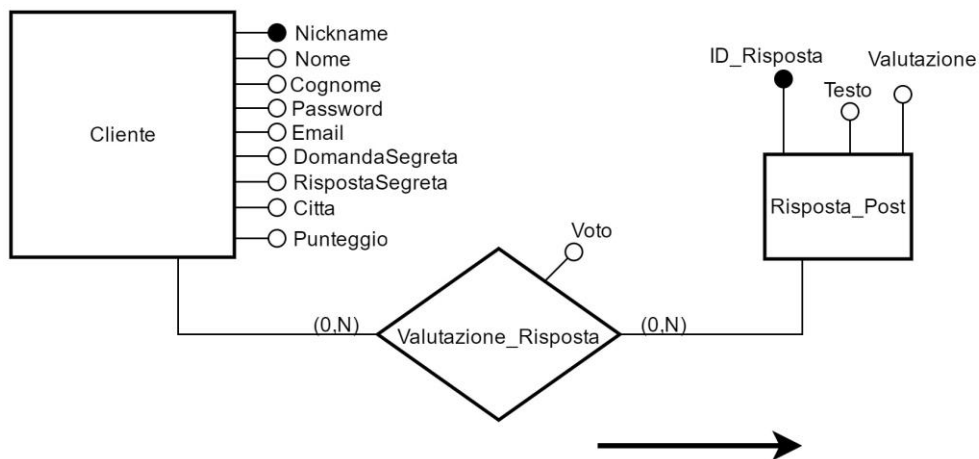 Nickname
Nome
Cognome
Password
Email
DomandaSegreta
RispostaSegreta
Citta
Punteggio
Cliente
ID_Risposta
Valutazione
Testo
Risposta_Post
Voto
(0,N)
Valutazione_Risposta
(0,N)